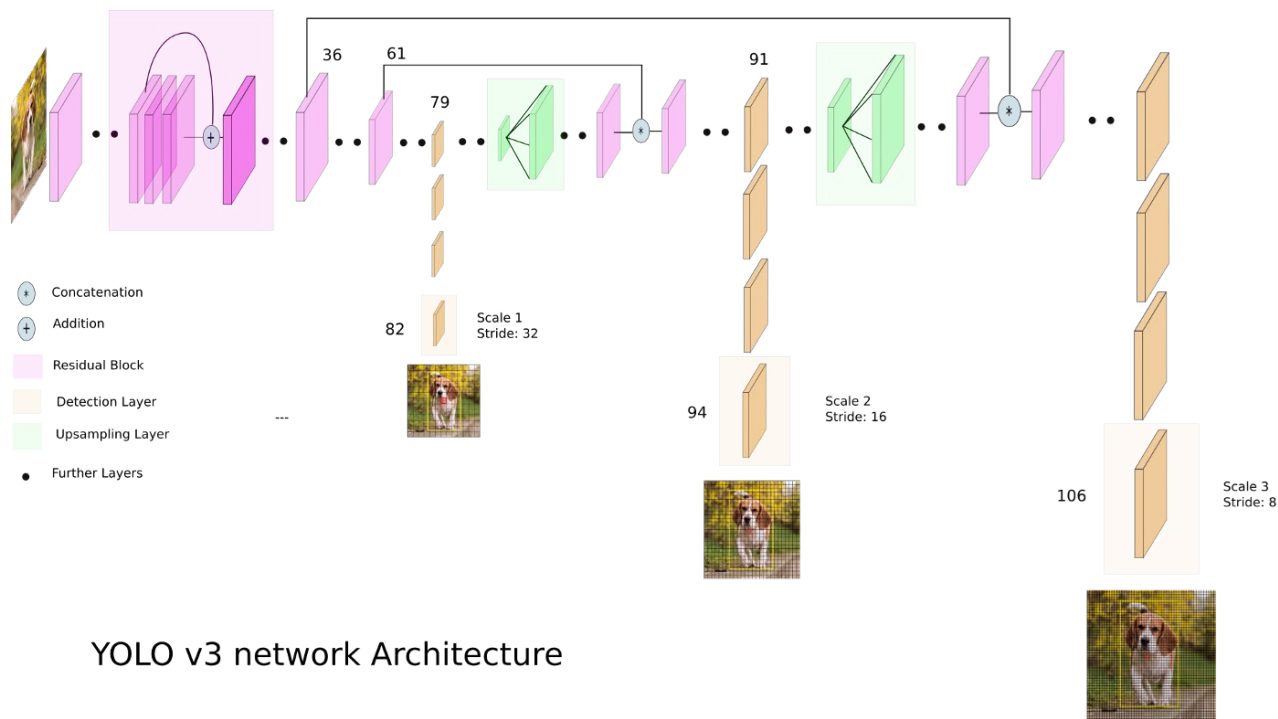 36
61
91
79
Concatenation
*
Addition
+
Residual Block
Detection Layer
Upsampling Layer
Further Layers
---
82
Scale 1
Stride: 32
94
Scale 2
Stride: 16
106
Scale 3
Stride: 8
+
*
*
YOLO v3 network Architecture